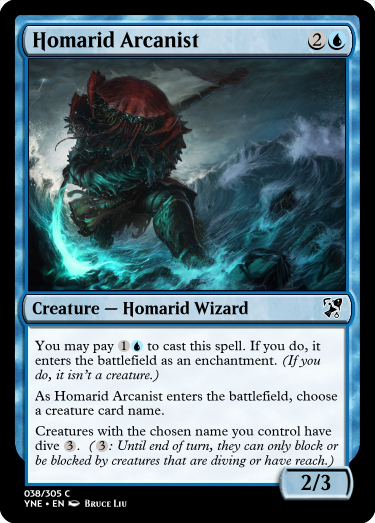 Homarid Arcanist 2
Creature — Homarid Wizard
You may pay 1 to cast this spell. If you do, it
enters the battlefield as an enchantment. (If you
do, it isn't a creature.)
As Homarid Arcanist enters the battlefield, choose
a creature card name.
Creatures with the chosen name you control have
dive 3. (3: Until end of turn, they can only block or
be blocked by creatures that are diving or have reach.)
2/3
038/305 C
YNE • EN Bruce Liu